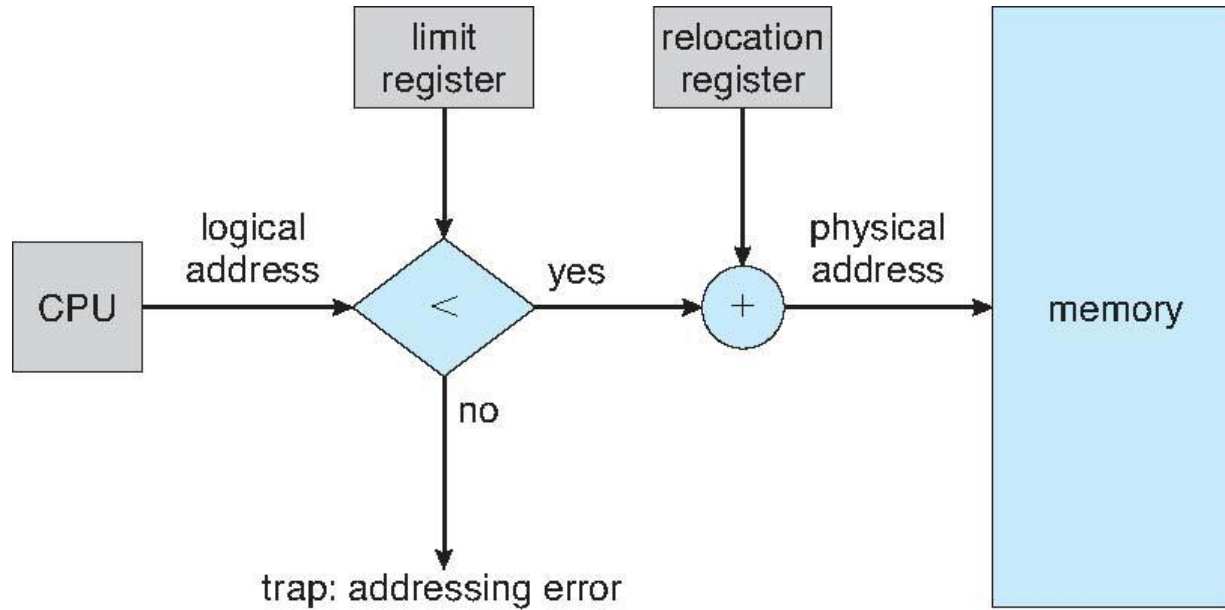 limit
register
relocation
register
logical
address
physical
address
CPU
<
yes
+
memory
no
trap: addressing error